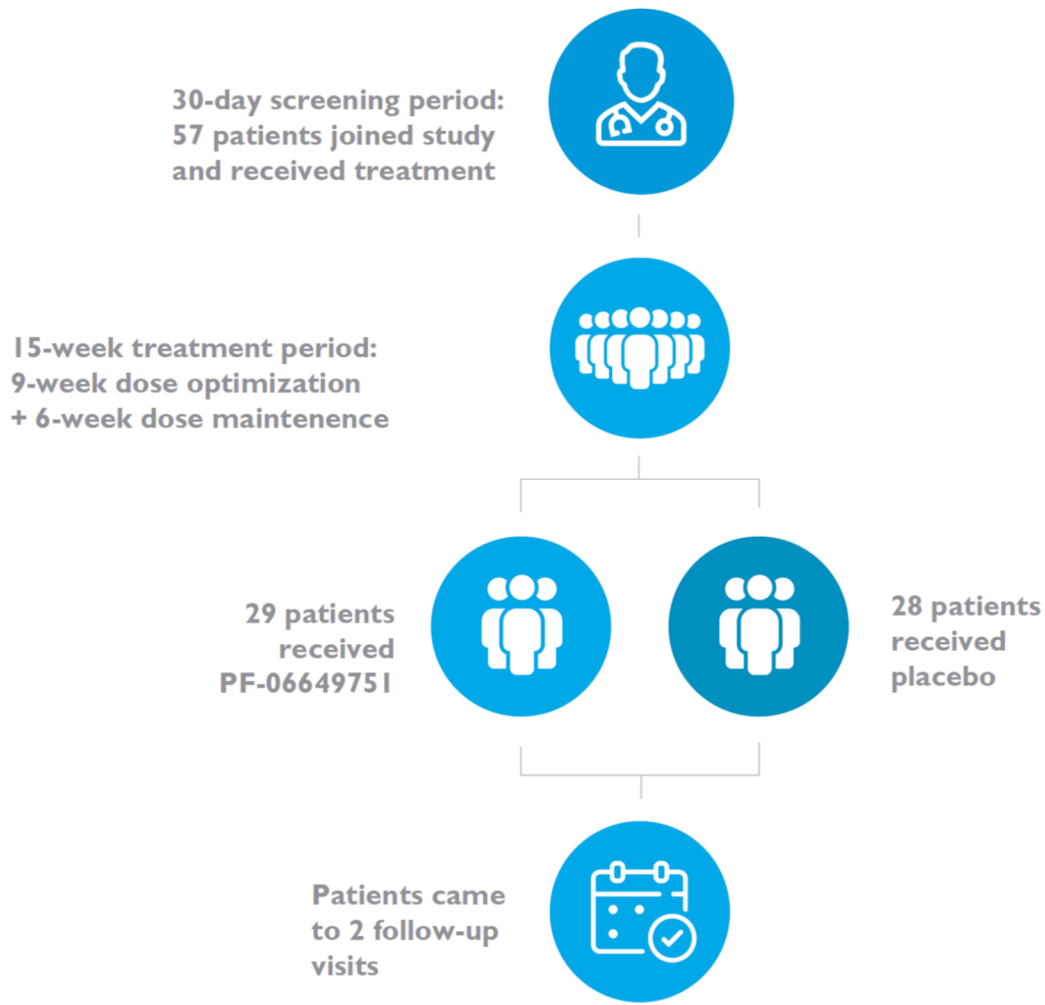 30-day screening period:
57 patients joined study
and received treatment
15-week treatment period:
9-week dose optimization
+ 6-week dose maintenence
29 patients
received
PF-06649751
28 patients
received
placebo
Patients came
to 2 follow-up
visits